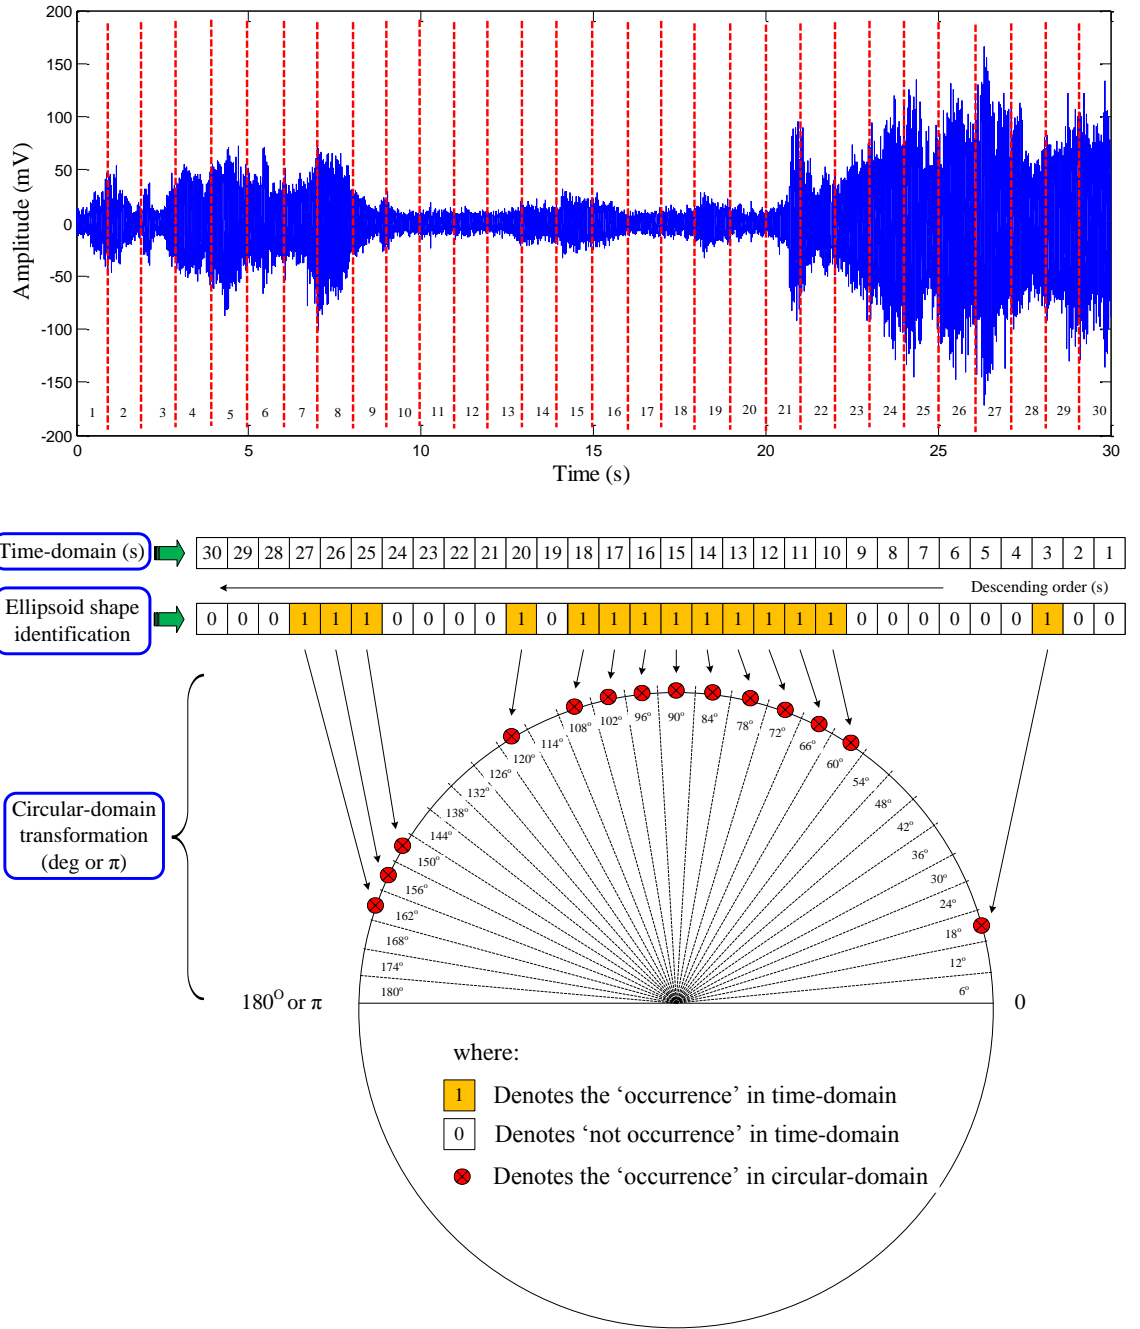 200
150
100
50
0
-50
-100
-150
-200
Amplitude (mV)
1 2 3 4 5 6 7 8 9 10 11 12 13 14 15 16 17 18 19 20 21 22 23 24 25 26 27 28 29 30
0 5 10 15 20 25 30
Time (s)
Time-domain (s)
30 29 28 27 26 25 24 23 22 21 20 19 18 17 16 15 14 13 12 11 10 9 8 7 6 5 4 3 2 1
Descending order (s)
Ellipsoid shape
identification
0 0 0 1 1 1 0 0 0 0 1 0 1 1 1 1 1 1 1 1 1 0 0 0 0 0 0 1 0 0
Circular-domain
transformation
(deg or π)
180° 174° 168° 162° 156° 150° 144° 138° 132° 126° 120° 114° 108° 102° 96° 90° 84° 78° 72° 66° 60° 54° 48° 42° 36° 30° 24° 18° 12° 6°
180O or π
0
where:
1 Denotes the ‘occurrence’ in time-domain
0 Denotes ‘not occurrence’ in time-domain
Denotes the ‘occurrence’ in circular-domain